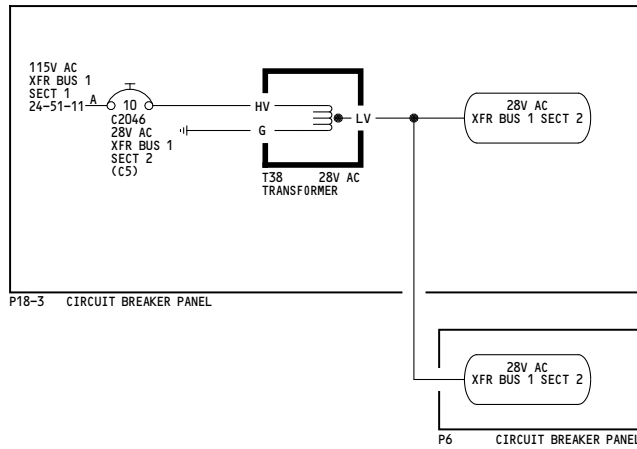 115V AC
XFR BUS 1
SECT 1
24-51-11 A
10
C2046
28V AC
XFR BUS 1
SECT 2
(C5)
HV
G
LV
T38 28V AC
TRANSFORMER
28V AC
XFR BUS 1 SECT 2
P18-3 CIRCUIT BREAKER PANEL
28V AC
XFR BUS 1 SECT 2
P6 CIRCUIT BREAKER PANEL